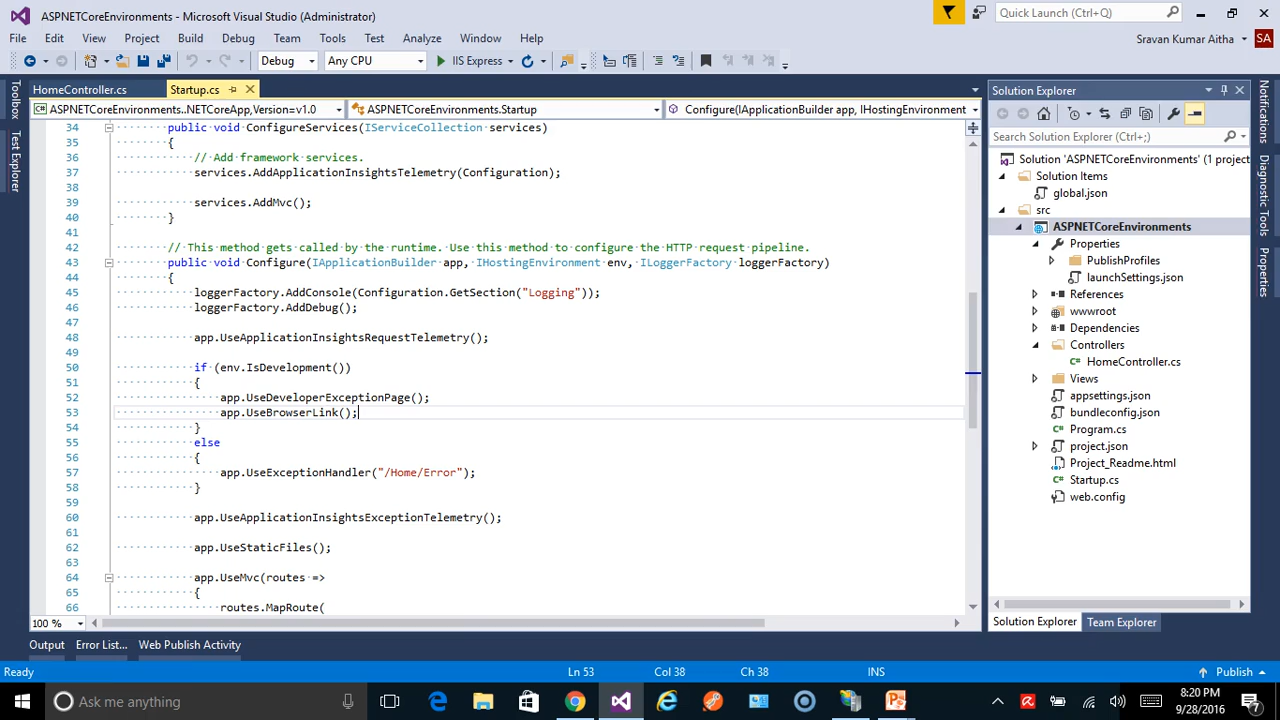 ASPNETCoreEnvironments - Microsoft Visual Studio (Administrator)
Quick Launch (Ctrl+Q)
File Edit View Project Build Debug Team Tools Test Analyze Window Help
Sravan Kumar Aitha SA
Debug Any CPU IIS Express
HomeController.cs Startup.cs
ASPNETCoreEnvironments..NETCoreApp,Version=v1.0 ASPNETCoreEnvironments.Startup Configure(IApplicationBuilder app, IHostingEnvironment
Toolbox
Test Explorer
34 public void ConfigureServices(IServiceCollection services)
35 {
36 // Add framework services.
37 services.AddApplicationInsightsTelemetry(Configuration);
38
39 services.AddMvc();
40 }
41
42 // This method gets called by the runtime. Use this method to configure the HTTP request pipeline.
43 public void Configure(IApplicationBuilder app, IHostingEnvironment env, ILoggerFactory loggerFactory)
44 {
45 loggerFactory.AddConsole(Configuration.GetSection("Logging"));
46 loggerFactory.AddDebug();
47
48 app.UseApplicationInsightsRequestTelemetry();
49
50 if (env.IsDevelopment())
51 {
52 app.UseDeveloperExceptionPage();
53 app.UseBrowserLink();
54 }
55 else
56 {
57 app.UseExceptionHandler("/Home/Error");
58 }
59
60 app.UseApplicationInsightsExceptionTelemetry();
61
62 app.UseStaticFiles();
63
64 app.UseMvc(routes =>
65 {
66 routes.MapRoute(
100 %
Solution Explorer
Search Solution Explorer (Ctrl+;)
Solution 'ASPNETCoreEnvironments' (1 project
Solution Items
global.json
src
ASPNETCoreEnvironments
Properties
PublishProfiles
launchSettings.json
References
wwwroot
Dependencies
Controllers
HomeController.cs
Views
appsettings.json
bundleconfig.json
Program.cs
project.json
Project_Readme.html
Startup.cs
web.config
Solution Explorer Team Explorer
Notifications
Diagnostic Tools
Properties
Output Error List... Web Publish Activity
Ready Ln 53 Col 38 Ch 38 INS Publish
Ask me anything
8:20 PM
9/28/2016
7